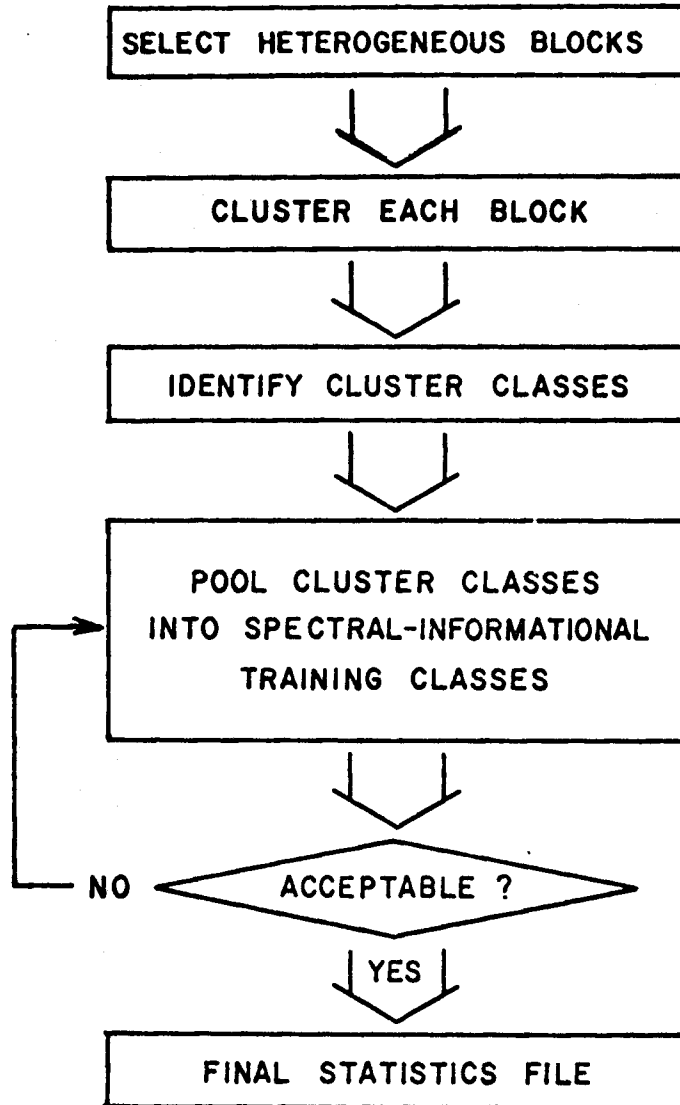 SELECT HETEROGENEOUS BLOCKS
CLUSTER EACH BLOCK
IDENTIFY CLUSTER CLASSES
POOL CLUSTER CLASSES
INTO SPECTRAL-INFORMATIONAL
TRAINING CLASSES
NO
ACCEPTABLE ?
YES
FINAL STATISTICS FILE